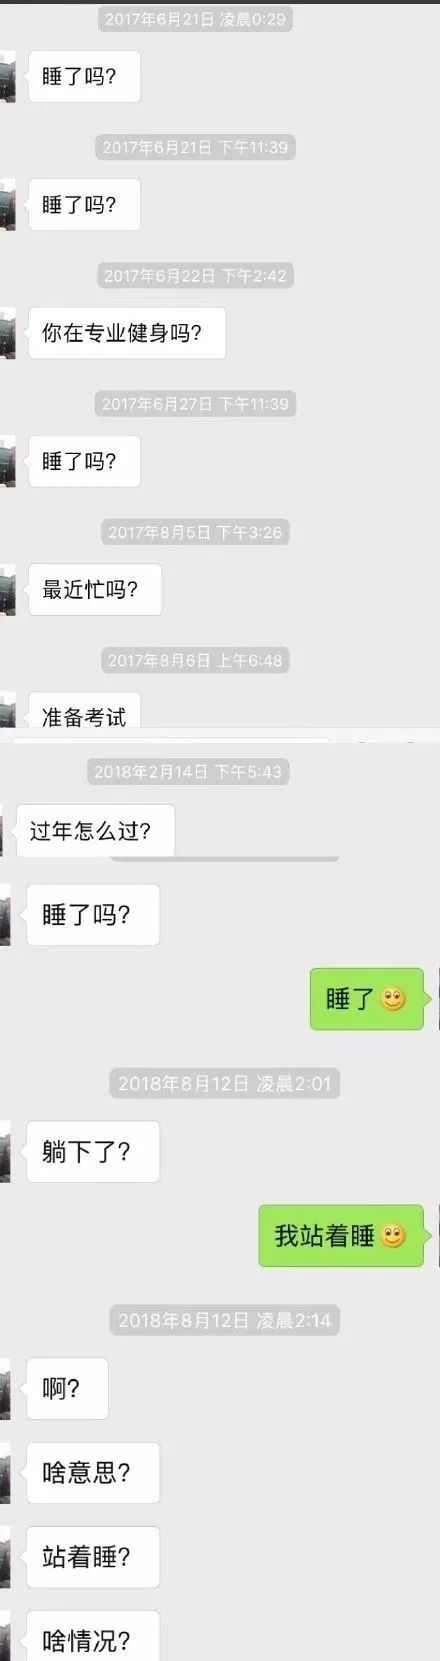 2017年6月21日 凌晨0:29
睡了吗?
2017年6月21日 下午11:39
睡了吗?
2017年6月22日 下午2:42
你在专业健身吗?
2017年6月27日 下午11:39
睡了吗?
2017年8月5日 下午3:26
最近忙吗?
2017年8月6日 上午6:48
准备考试
2018年2月14日 下午5:43
过年怎么过?
睡了吗?
睡了
2018年8月12日 凌晨2:01
躺下了?
我站着睡
2018年8月12日 凌晨2:14
啊?
啥意思?
站着睡?
啥情况?